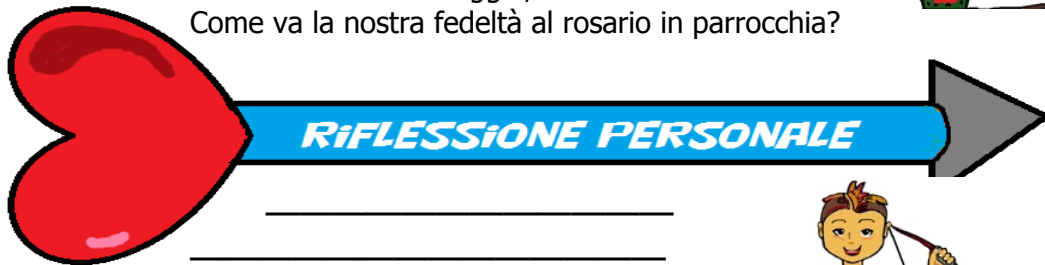 Come va la nostra fedeltà al rosario in parrocchia?
RiFLESSiONE PERSONALE